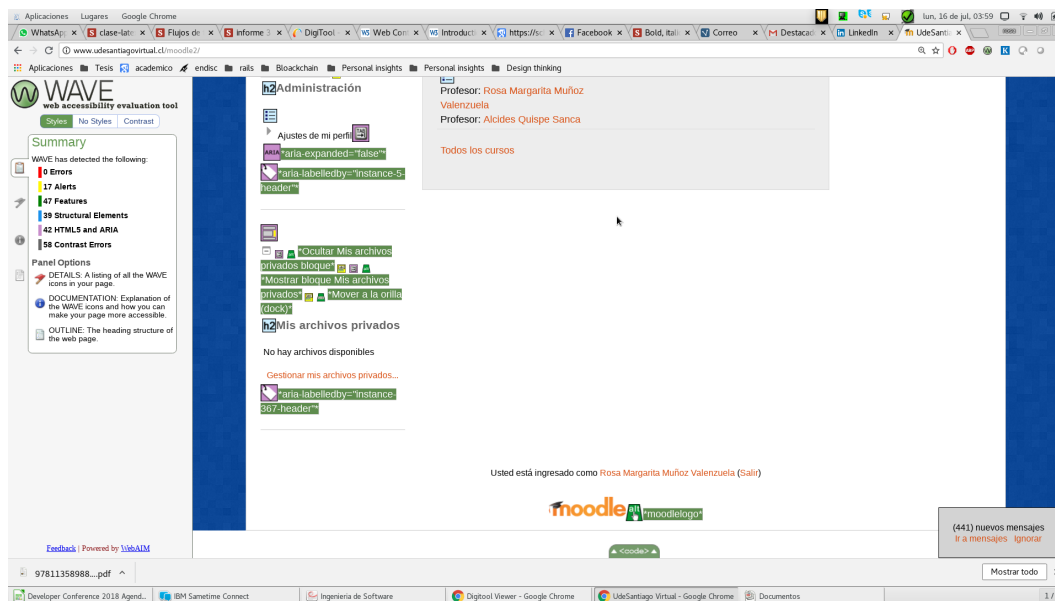 Aplicaciones Lugares Google Chrome
lun, 16 de jul, 03:59
WhatsAp × clase-late × Flujos de × informe 3 × DigiTool - × Web Con × Introducti × https://sc × Facebook × Bold, itali × Correo × Destacad × LinkedIn × UdeSanti ×
www.udesantiagovirtual.cl/moodle2/
Aplicaciones Tesis academico endisc rails Bloackchain Personal insights Personal insights Design thinking
WAVE
web accessibility evaluation tool
Styles No Styles Contrast
Summary
WAVE has detected the following:
0 Errors
17 Alerts
47 Features
39 Structural Elements
42 HTML5 and ARIA
58 Contrast Errors
Panel Options
DETAILS: A listing of all the WAVE
icons in your page.
DOCUMENTATION: Explanation of
the WAVE icons and how you can
make your page more accessible.
OUTLINE: The heading structure of
the web page.
Feedback | Powered by WebAIM
h2 Administración
Ajustes de mi perfil
ARIA *aria-expanded="false"*
*aria-labelledby="instance-5-
header"*
*Ocultar Mis archivos
privados bloque*
*Mostrar bloque Mis archivos
privados* *Mover a la orilla
(dock)*
h2 Mis archivos privados
No hay archivos disponibles
Gestionar mis archivos privados...
*aria-labelledby="instance-
367-header"*
Profesor: Rosa Margarita Muñoz
Valenzuela
Profesor: Alcides Quispe Sanca
Todos los cursos
Usted está ingresado como Rosa Margarita Muñoz Valenzuela (Salir)
moodle alt *moodlelogo*
(441) nuevos mensajes
Ir a mensajes Ignorar
<code>
97811358988....pdf
Mostrar todo
Developer Conference 2018 Agend... IBM Sametime Connect Ingenieria de Software Digitool Viewer - Google Chrome UdeSantiago Virtual - Google Chrome Documentos 1 /